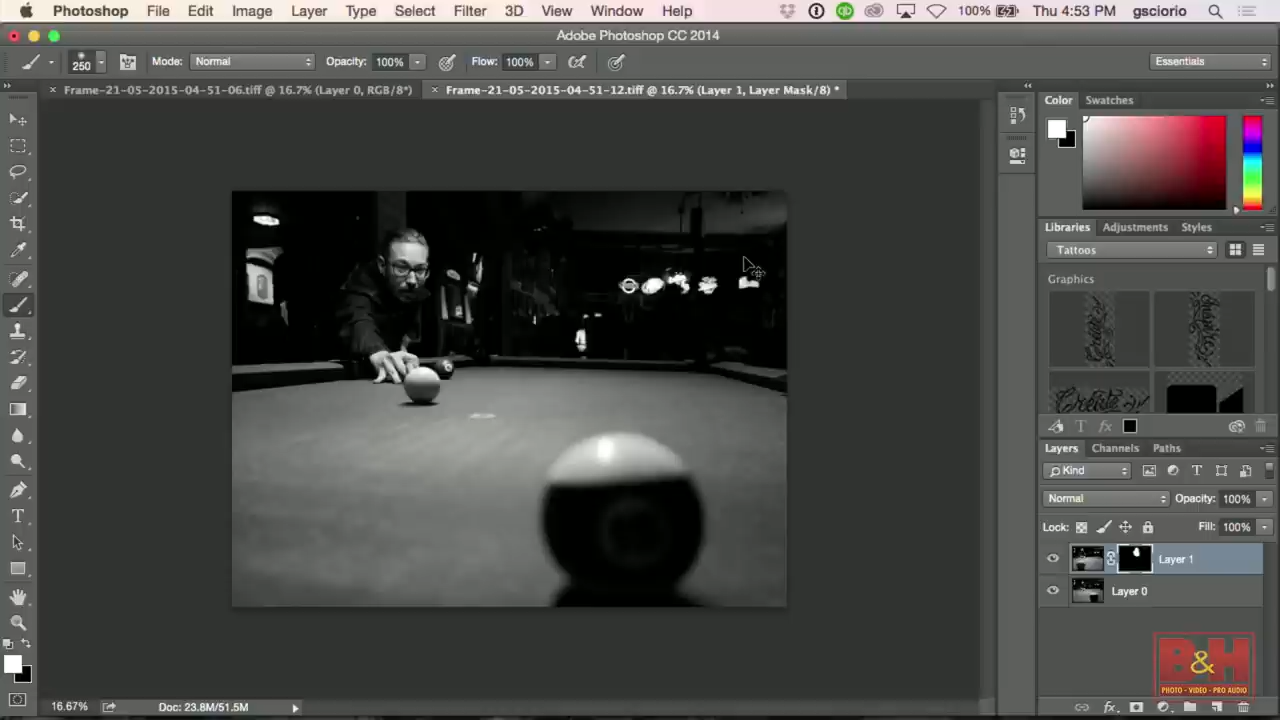 Photoshop File Edit Image Layer Type Select Filter 3D View Window Help 100% Thu 4:53 PM gsciorio
Adobe Photoshop CC 2014
250 Mode: Normal Opacity: 100% Flow: 100% Essentials
× Frame-21-05-2015-04-51-06.tiff @ 16.7% (Layer 0, RGB/8*) × Frame-21-05-2015-04-51-12.tiff @ 16.7% (Layer 1, Layer Mask/8) *
Color Swatches
Libraries Adjustments Styles
Tattoos
Graphics
Create
Layers Channels Paths
Kind
Normal Opacity: 100%
Lock: Fill: 100%
Layer 1
Layer 0
B&H
PHOTO - VIDEO - PRO AUDIO
16.67% Doc: 23.8M/51.5M